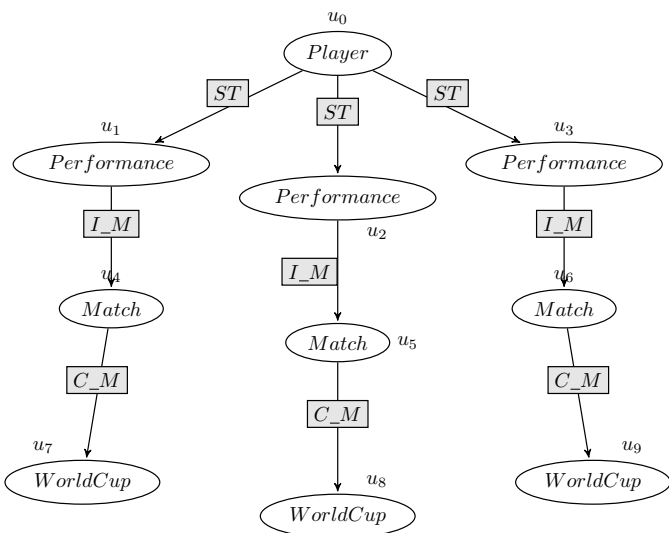 u₀
Player
ST ST ST
u₁ u₃
Performance Performance
Performance
u₂
I_M I_M
I_M
u₄ u₆
Match Match
Match u₅
C_M C_M
C_M
u₇ u₉
WorldCup WorldCup
u₈
WorldCup